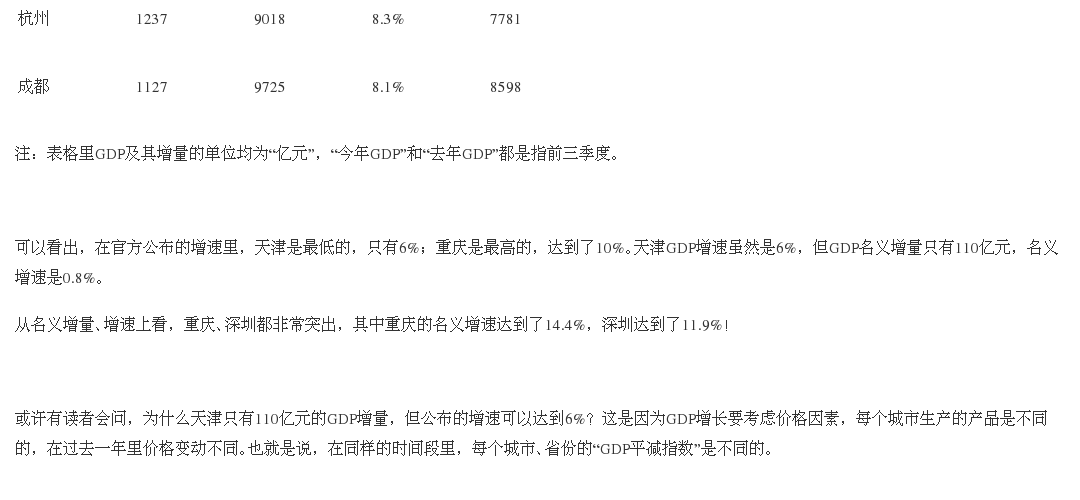 杭州 1237 9018 8.3% 7781
成都 1127 9725 8.1% 8598
注：表格里GDP及其增量的单位均为“亿元”，“今年GDP”和“去年GDP”都是指前三季度。
可以看出，在官方公布的增速里，天津是最低的，只有6%；重庆是最高的，达到了10%。天津GDP增速虽然是6%，但GDP名义增量只有110亿元，名义
增速是0.8%。
从名义增量、增速上看，重庆、深圳都非常突出，其中重庆的名义增速达到了14.4%，深圳达到了11.9%！
或许有读者会问，为什么天津只有110亿元的GDP增量，但公布的增速可以达到6%？这是因为GDP增长要考虑价格因素，每个城市生产的产品是不同
的，在过去一年里价格变动不同。也就是说，在同样的时间段里，每个城市、省份的“GDP平减指数”是不同的。